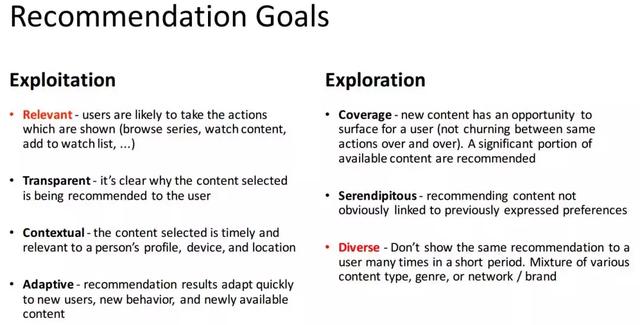 Recommendation Goals
Exploitation
• Relevant - users are likely to take the actions
which are shown (browse series, watch content,
add to watch list, ...)
• Transparent - it's clear why the content selected
is being recommended to the user
• Contextual - the content selected is timely and
relevant to a person's profile, device, and location
• Adaptive - recommendation results adapt quickly
to new users, new behavior, and newly available
content
Exploration
• Coverage - new content has an opportunity to
surface for a user (not churning between same
actions over and over). A significant portion of
available content are recommended
• Serendipitous - recommending content not
obviously linked to previously expressed preferences
• Diverse - Don't show the same recommendation to a
user many times in a short period. Mixture of various
content type, genre, or network / brand